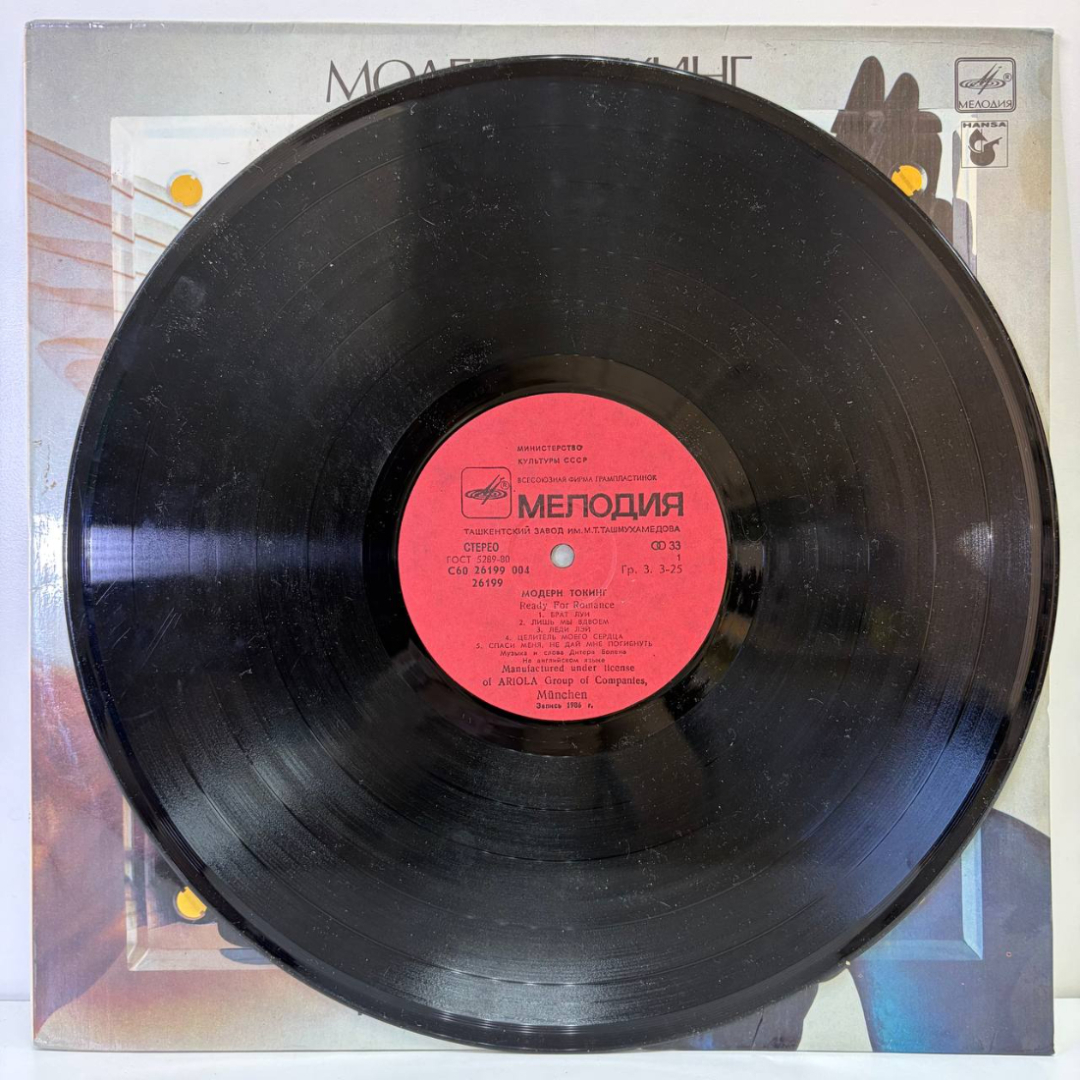 МОДЕ
КИНГ
МЕЛОДИЯ
HANSA
МИНИСТЕРСТВО
КУЛЬТУРЫ СССР
ВСЕСОЮЗНАЯ ФИРМА ГРАМПЛАСТИНОК
МЕЛОДИЯ
ТАШКЕНТСКИЙ ЗАВОД ИМ. М.Т.ТАШМУХАМЕДОВА
СТЕРЕО 33
ГОСТ 5289-80 1
С60 26199 004 Гр. 3. 3-25
26199
МОДЕРН ТОКИНГ
Ready For Romance
1. БРАТ ЛУИ
2. ЛИШЬ МЫ ВДВОЕМ
3. ЛЕДИ ЛЭЙ
4. ЦЕЛИТЕЛЬ МОЕГО СЕРДЦА
5. СПАСИ МЕНЯ, НЕ ДАЙ МНЕ ПОГИБНУТЬ
Музыка и слова Дитера Болена
На английском языке
Manufactured under license
of ARIOLA Group of Companies,
München
Запись 1986 г.